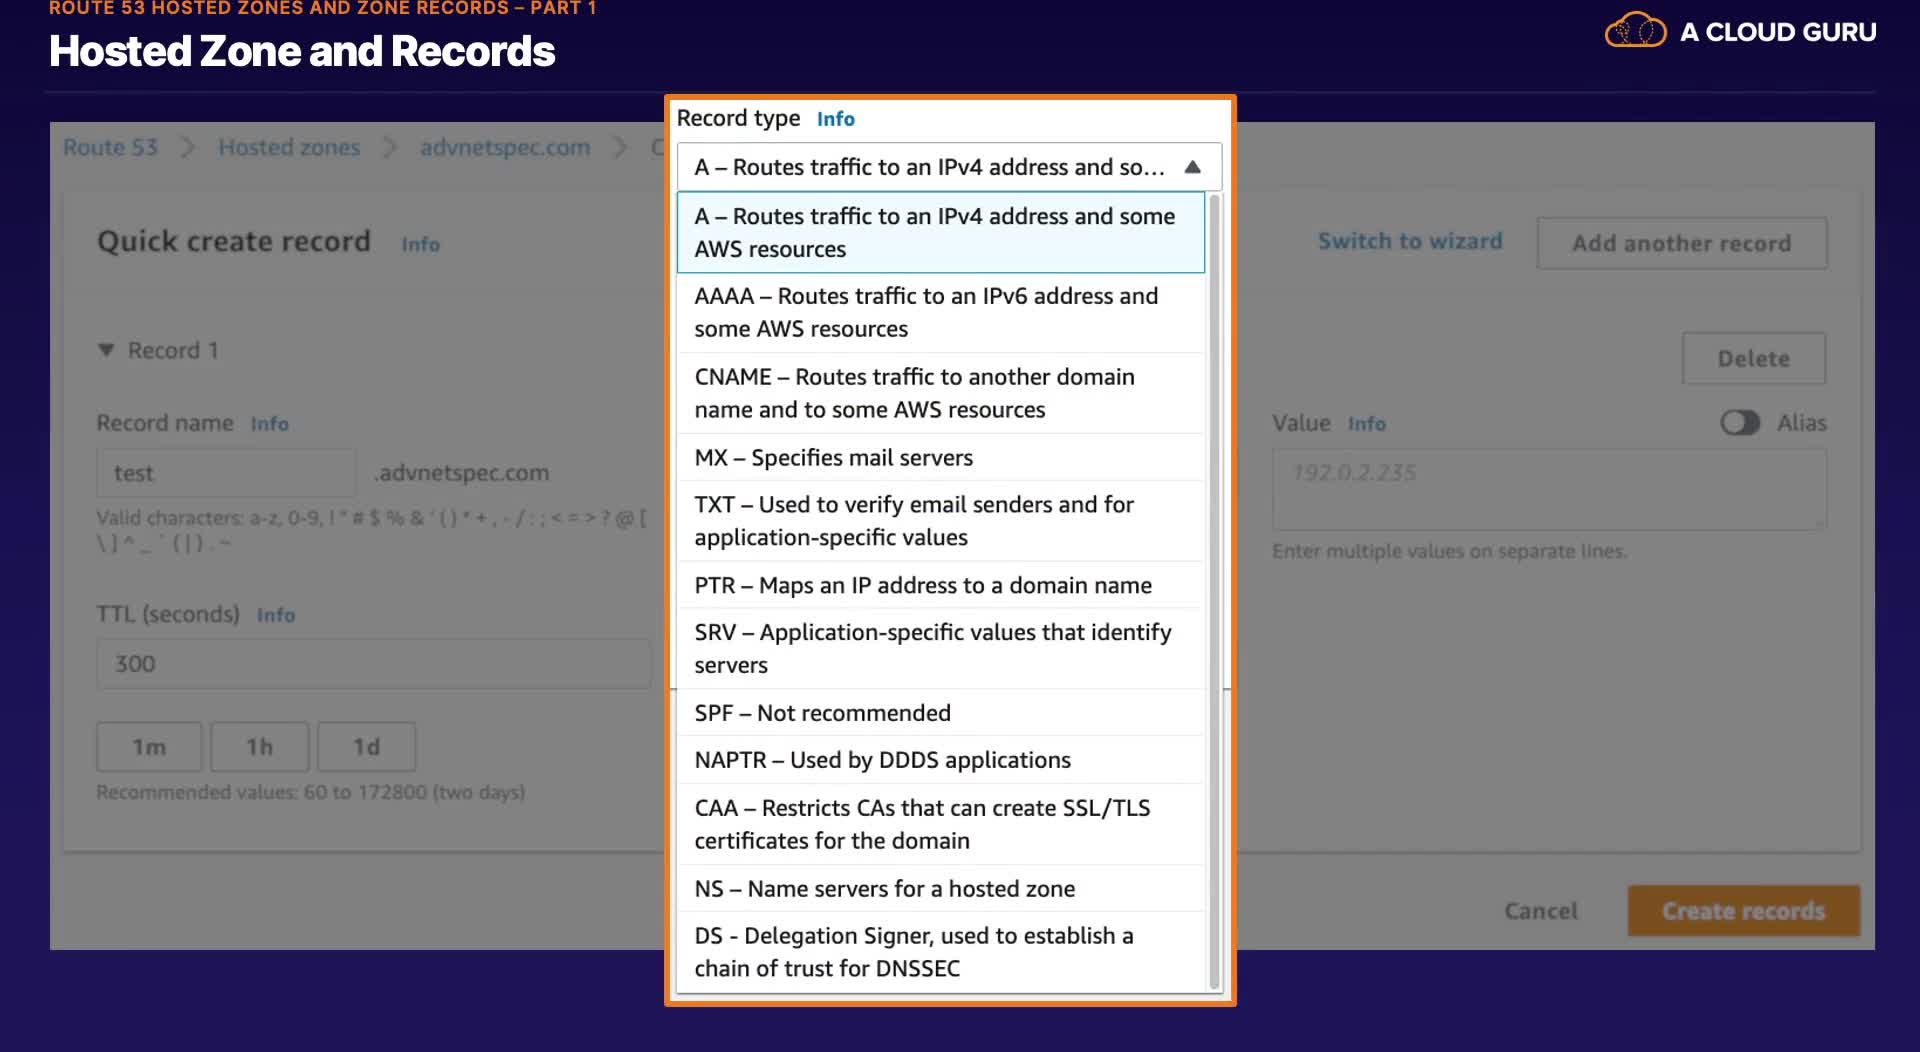 ROUTE 53 HOSTED ZONES AND ZONE RECORDS – PART 1
Hosted Zone and Records
A CLOUD GURU
Route 53 > Hosted zones > advnetspec.com > C
Quick create record Info
Switch to wizard
Add another record
▼ Record 1
Delete
Record name Info
test .advnetspec.com
Valid characters: a-z, 0-9, ! " # $ % & ' ( ) * + , - / : ; < = > ? @ [
\ ] ^ _ ` { | } . ~
TTL (seconds) Info
300
1m 1h 1d
Recommended values: 60 to 172800 (two days)
Record type Info
A – Routes traffic to an IPv4 address and so... ▲
A – Routes traffic to an IPv4 address and some
AWS resources
AAAA – Routes traffic to an IPv6 address and
some AWS resources
CNAME – Routes traffic to another domain
name and to some AWS resources
MX – Specifies mail servers
TXT – Used to verify email senders and for
application-specific values
PTR – Maps an IP address to a domain name
SRV – Application-specific values that identify
servers
SPF – Not recommended
NAPTR – Used by DDDS applications
CAA – Restricts CAs that can create SSL/TLS
certificates for the domain
NS – Name servers for a hosted zone
DS - Delegation Signer, used to establish a
chain of trust for DNSSEC
Value Info
Alias
192.0.2.235
Enter multiple values on separate lines.
Cancel
Create records